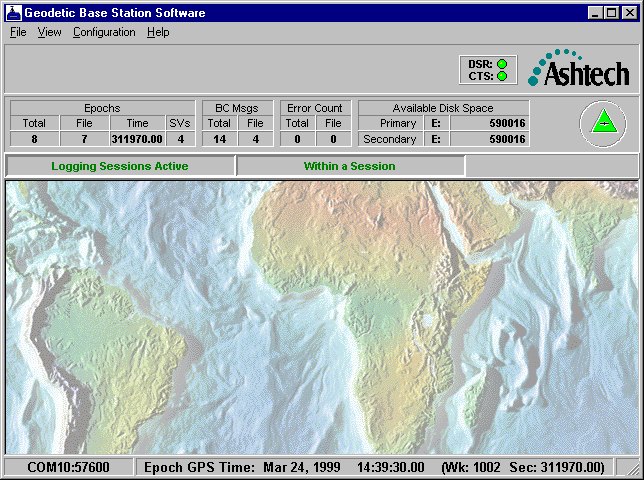 Geodetic Base Station Software
File View Configuration Help
DSR:
CTS:
Ashtech
Epochs BC Msgs Error Count Available Disk Space
Total File Time SVs Total File Total File Primary E: 590016
8 7 311970.00 4 14 4 0 0 Secondary E: 590016
Logging Sessions Active Within a Session
COM10:57600 Epoch GPS Time: Mar 24, 1999 14:39:30.00 (Wk: 1002 Sec: 311970.00)